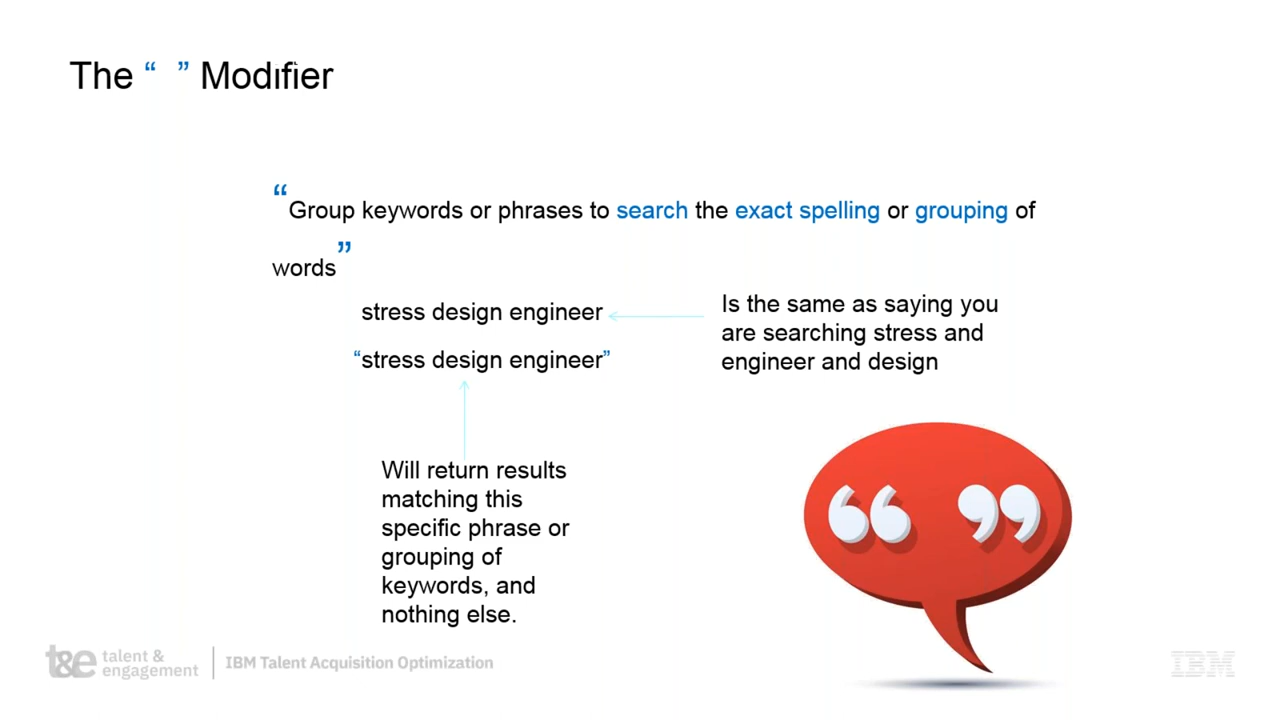 The “ ” Modifier
“Group keywords or phrases to search the exact spelling or grouping of
words”
stress design engineer
Is the same as saying you
are searching stress and
engineer and design
“stress design engineer”
Will return results
matching this
specific phrase or
grouping of
keywords, and
nothing else.
“ ”
t&e talent &
engagement
IBM Talent Acquisition Optimization
IBM